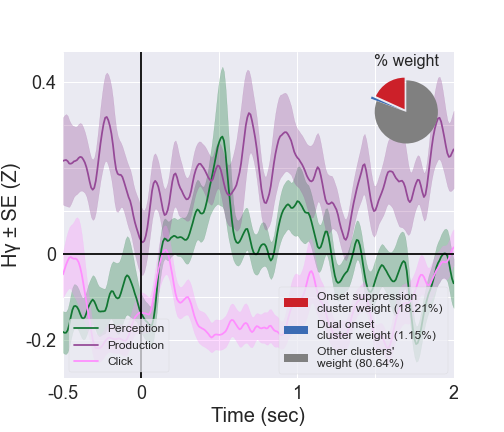 % weight
0.4
0
-0.2
Hγ ± SE (Z)
Perception
Production
Click
Onset suppression
cluster weight (18.21%)
Dual onset
cluster weight (1.15%)
Other clusters'
weight (80.64%)
-0.5
0
1
2
Time (sec)